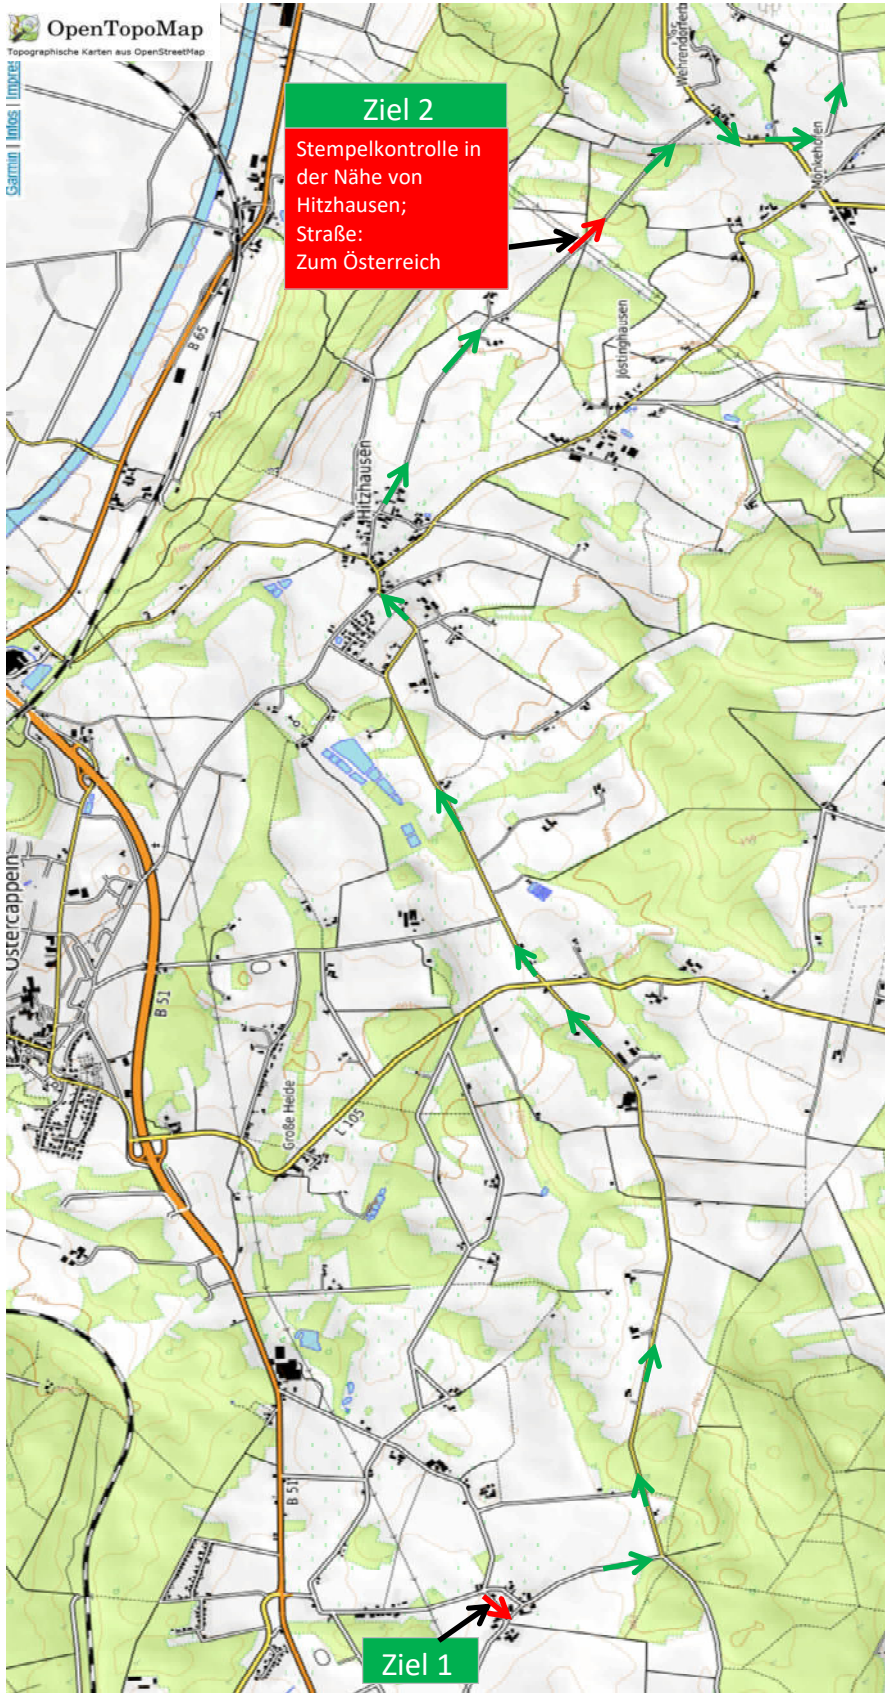 OpenTopoMap
Topographische Karten aus OpenStreetMap
Garmin | Infos | Impres
Ziel 2
Stempelkontrolle in
der Nähe von
Hitzhausen;
Straße:
Zum Österreich
Wehrendorferb
Mönkehöfen
B 65
Jöstinghausen
Hitzhausen
Ostercappeln
B 51
Große Heide
L 105
B 51
Ziel 1